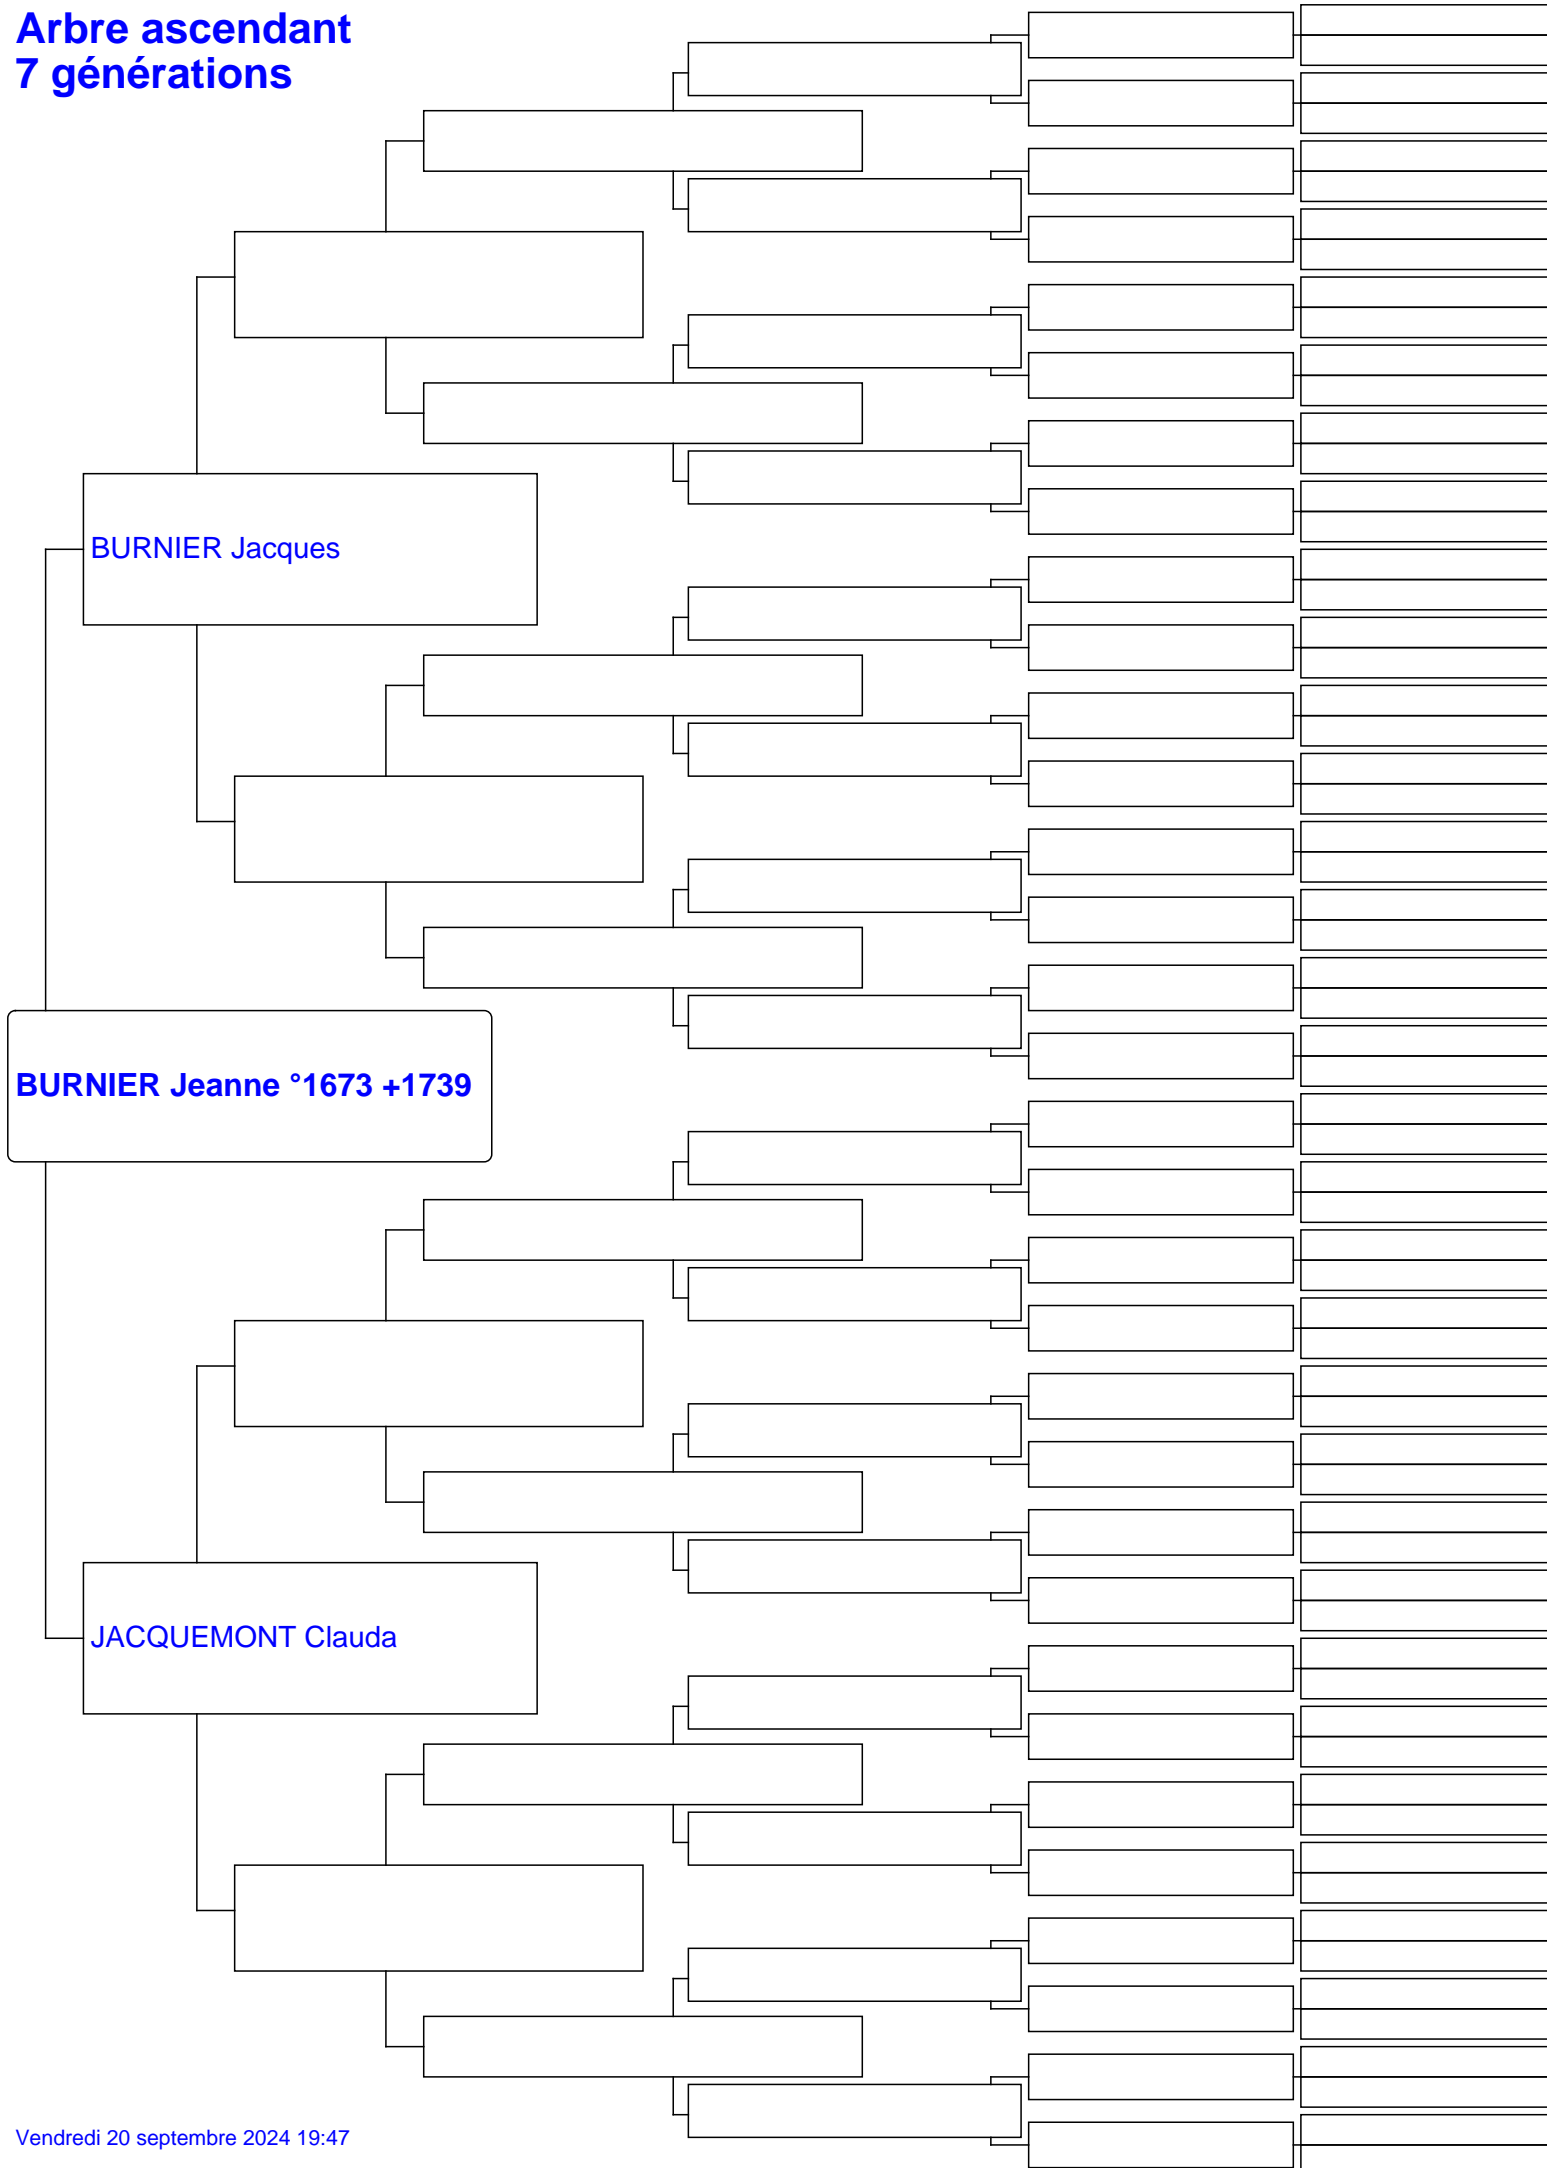 Arbre ascendant
7 générations
BURNIER Jacques
BURNIER Jeanne °1673 +1739
JACQUEMONT Clauda
Vendredi 20 septembre 2024 19:47